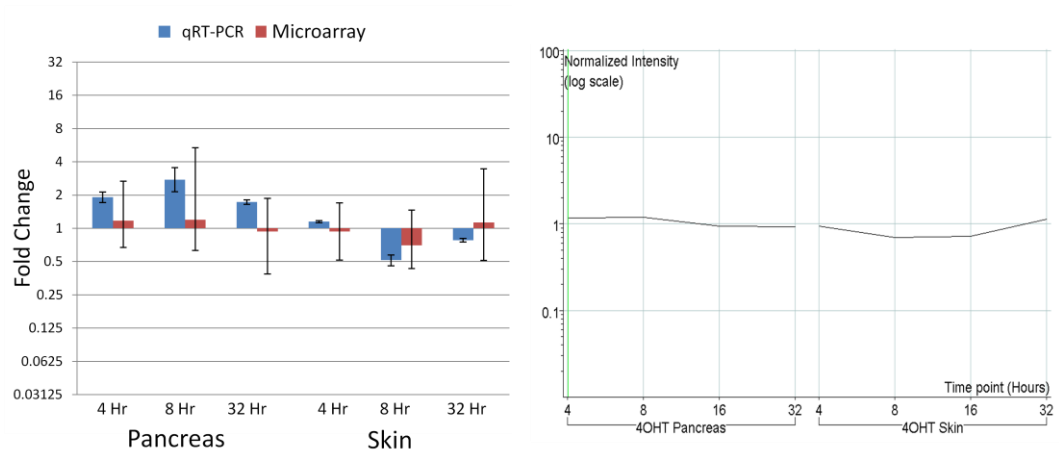 qRT-PCR Microarray
Fold Change
32
16
8
4
2
1
0.5
0.25
0.125
0.0625
0.03125
4 Hr 8 Hr 32 Hr 4 Hr 8 Hr 32 Hr
Pancreas Skin
100
10
1
0.1
Normalized Intensity
(log scale)
Time point (Hours)
4 8 16 32 4 8 16 32
4OHT Pancreas 4OHT Skin